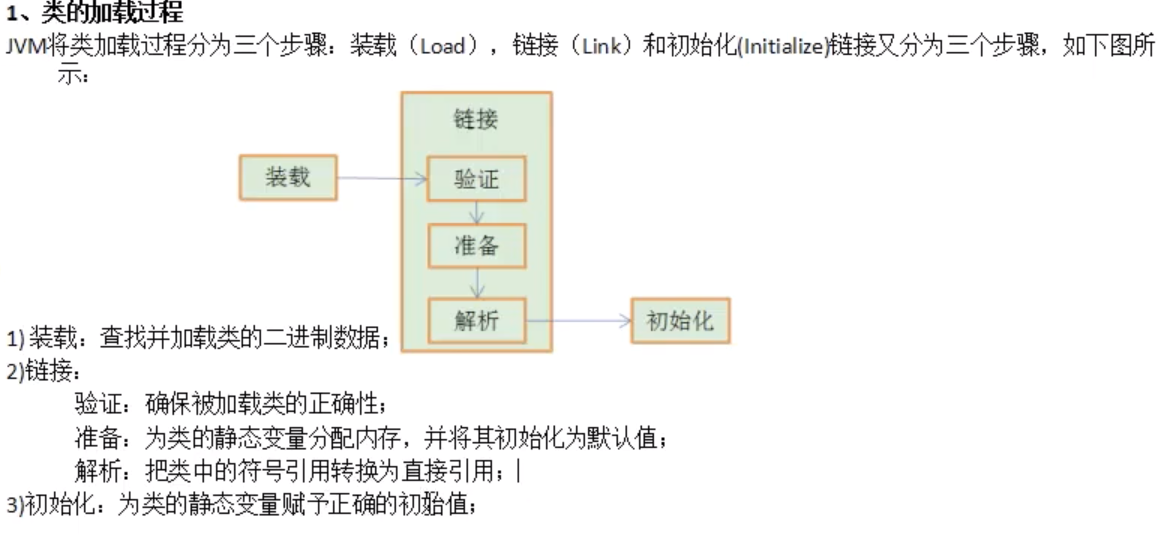 1、类的加载过程
JVM将类加载过程分为三个步骤：装载（Load），链接（Link）和初始化(Initialize)链接又分为三个步骤，如下图所
示：
链接
装载
验证
准备
解析
初始化
1) 装载：查找并加载类的二进制数据；
2)链接：
验证：确保被加载类的正确性；
准备：为类的静态变量分配内存，并将其初始化为默认值；
解析：把类中的符号引用转换为直接引用；
3)初始化：为类的静态变量赋予正确的初始值；